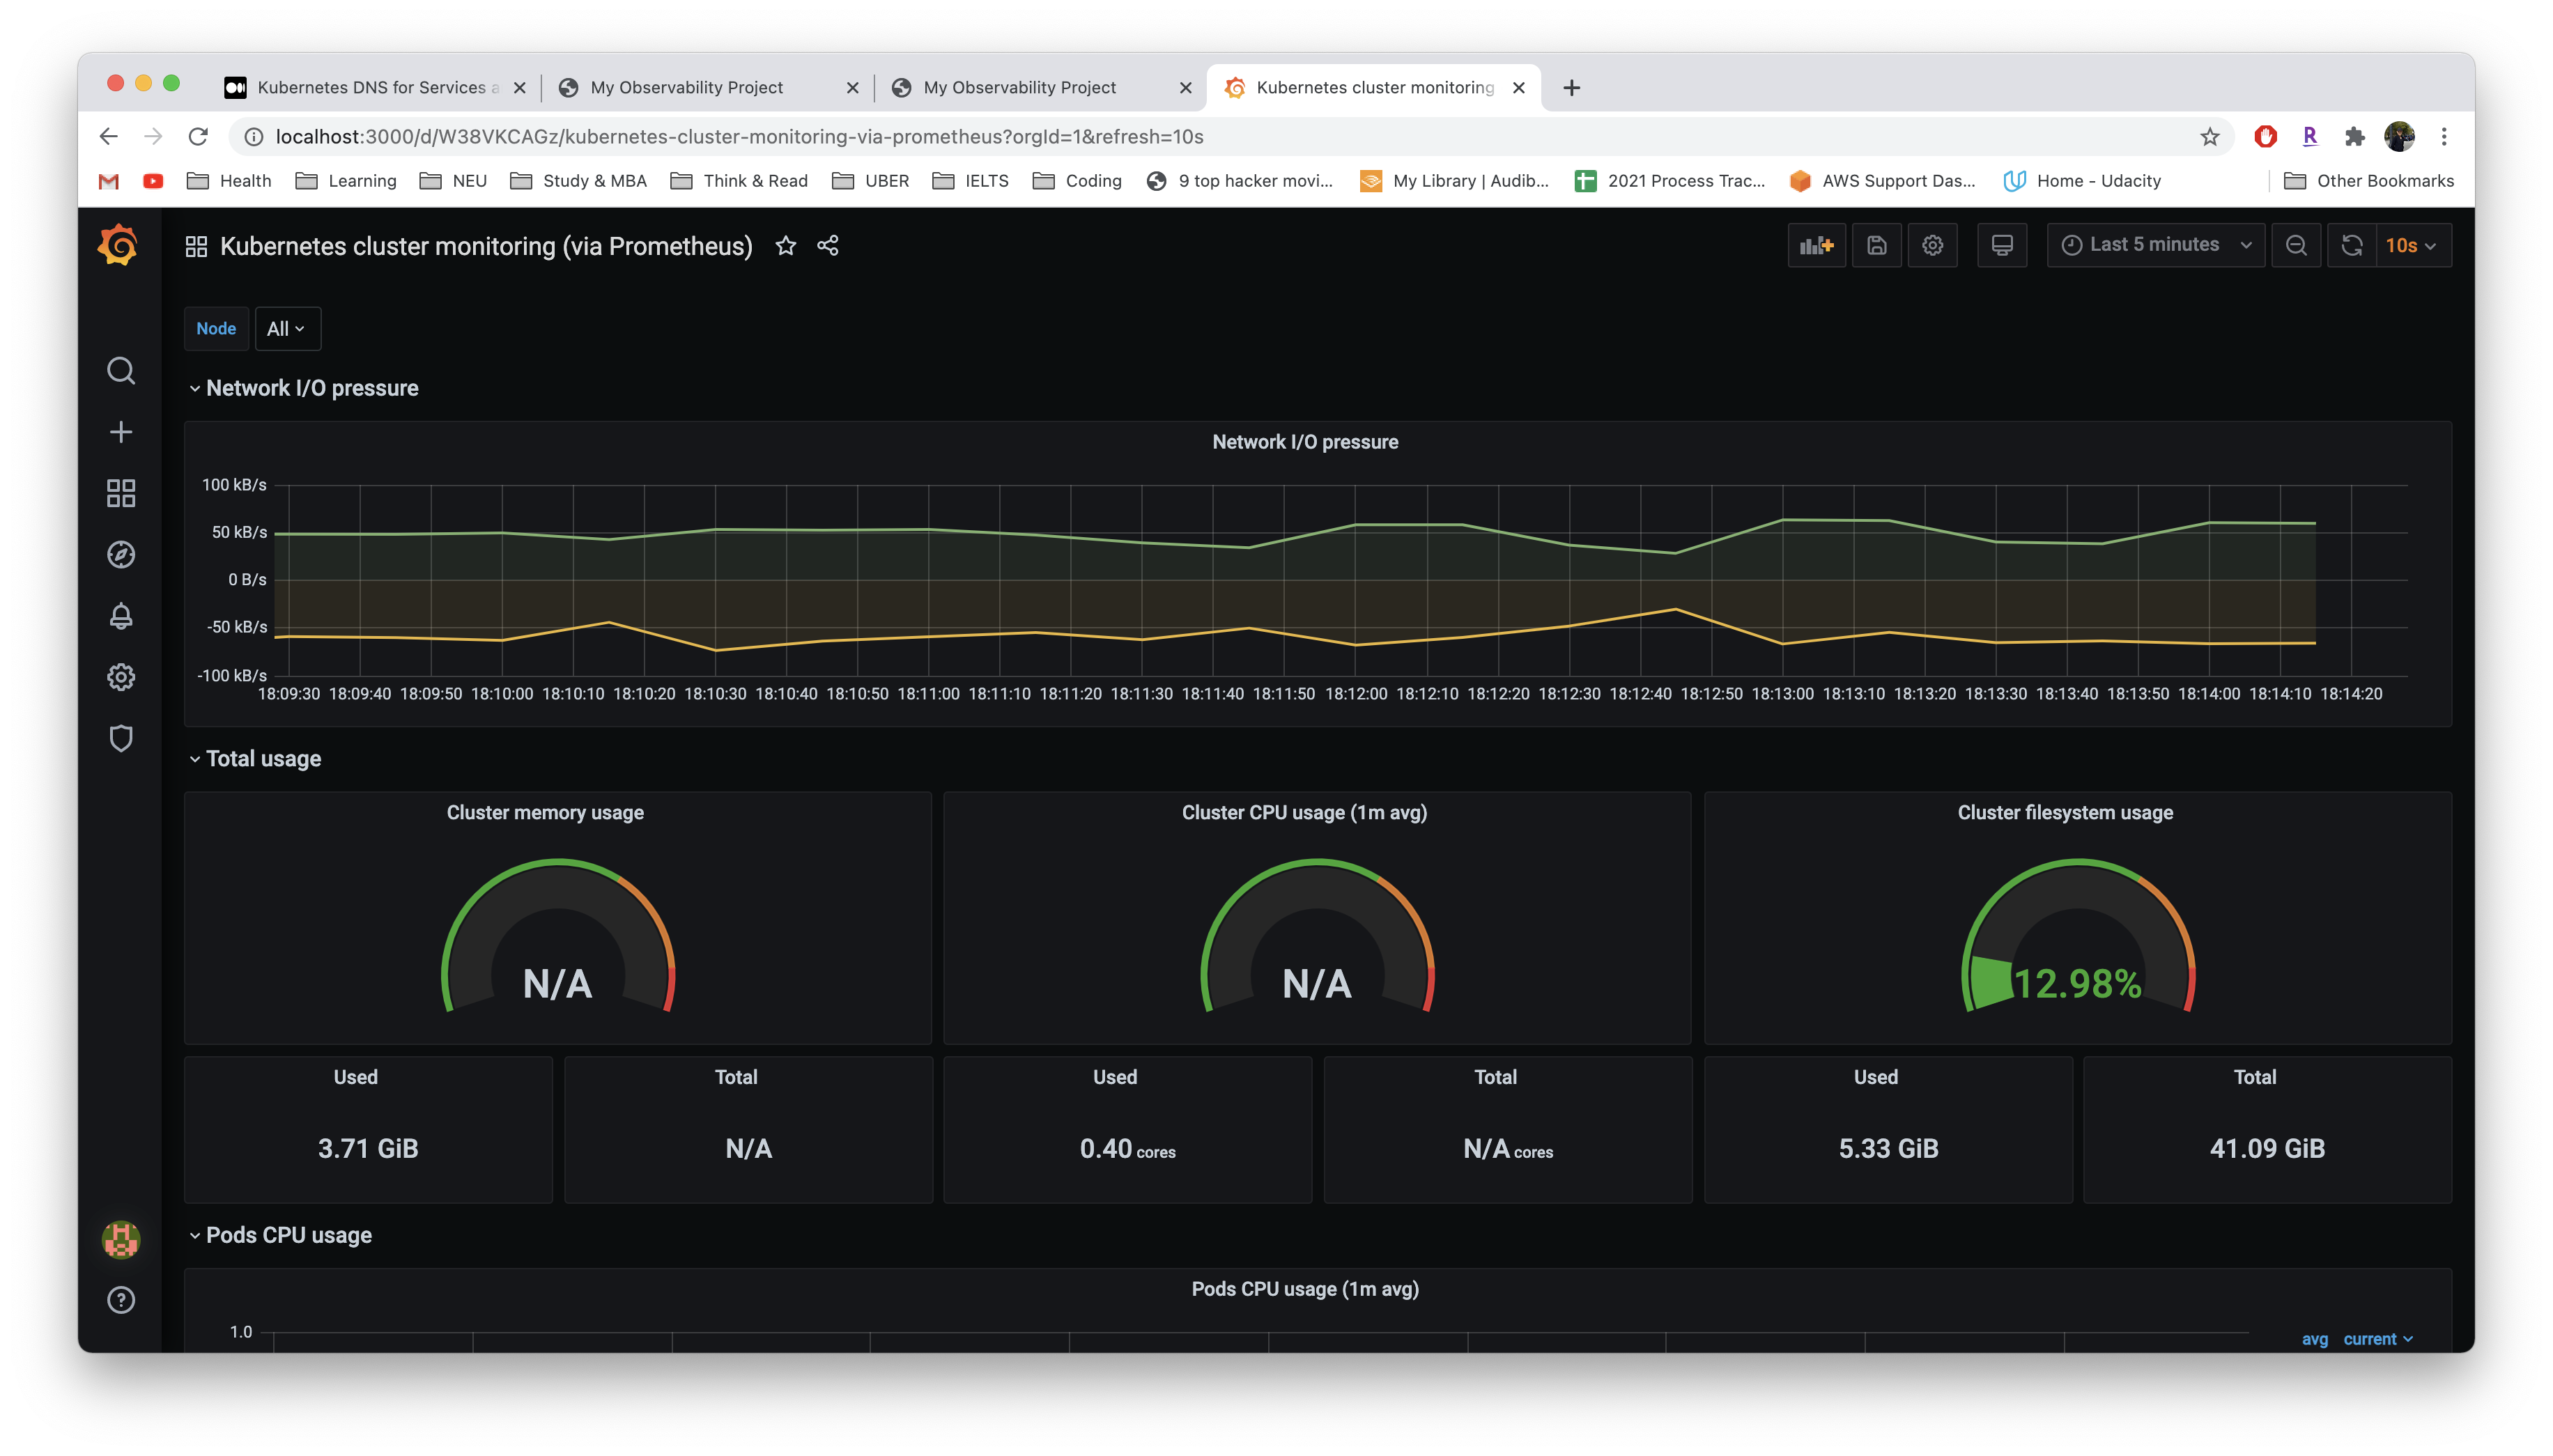 Kubernetes DNS for Services a
My Observability Project
My Observability Project
Kubernetes cluster monitoring
localhost:3000/d/W38VKCAGz/kubernetes-cluster-monitoring-via-prometheus?orgId=1&refresh=10s
R
Health Learning NEU Study & MBA Think & Read UBER IELTS Coding 9 top hacker movi... My Library | Audib... 2021 Process Trac... AWS Support Das... Home - Udacity Other Bookmarks
Kubernetes cluster monitoring (via Prometheus)
Last 5 minutes
10s
Node All
Network I/O pressure
Network I/O pressure
100 kB/s
50 kB/s
0 B/s
-50 kB/s
-100 kB/s
18:09:30 18:09:40 18:09:50 18:10:00 18:10:10 18:10:20 18:10:30 18:10:40 18:10:50 18:11:00 18:11:10 18:11:20 18:11:30 18:11:40 18:11:50 18:12:00 18:12:10 18:12:20 18:12:30 18:12:40 18:12:50 18:13:00 18:13:10 18:13:20 18:13:30 18:13:40 18:13:50 18:14:00 18:14:10 18:14:20
Total usage
Cluster memory usage
N/A
Cluster CPU usage (1m avg)
N/A
Cluster filesystem usage
12.98%
Used
3.71 GiB
Total
N/A
Used
0.40 cores
Total
N/A cores
Used
5.33 GiB
Total
41.09 GiB
Pods CPU usage
Pods CPU usage (1m avg)
1.0
avg current